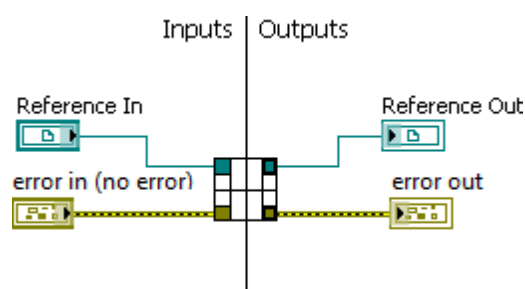 Inputs
Outputs
Reference In
Reference Out
error in (no error)
error out